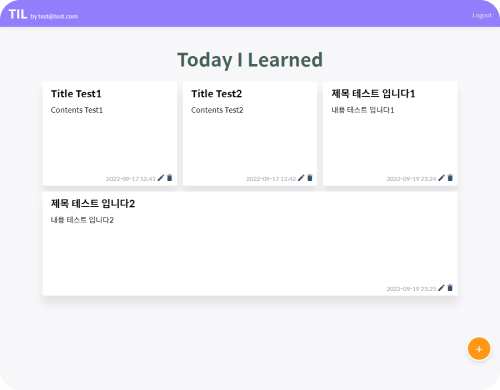 TIL by test@test.com
Logout
Today I Learned
Title Test1
Contents Test1
2022-09-17 12:41
Title Test2
Contents Test2
2022-09-17 12:42
제목 테스트 입니다1
내용 테스트 입니다1
2022-09-19 23:24
제목 테스트 입니다2
내용 테스트 입니다2
2022-09-19 23:25
+